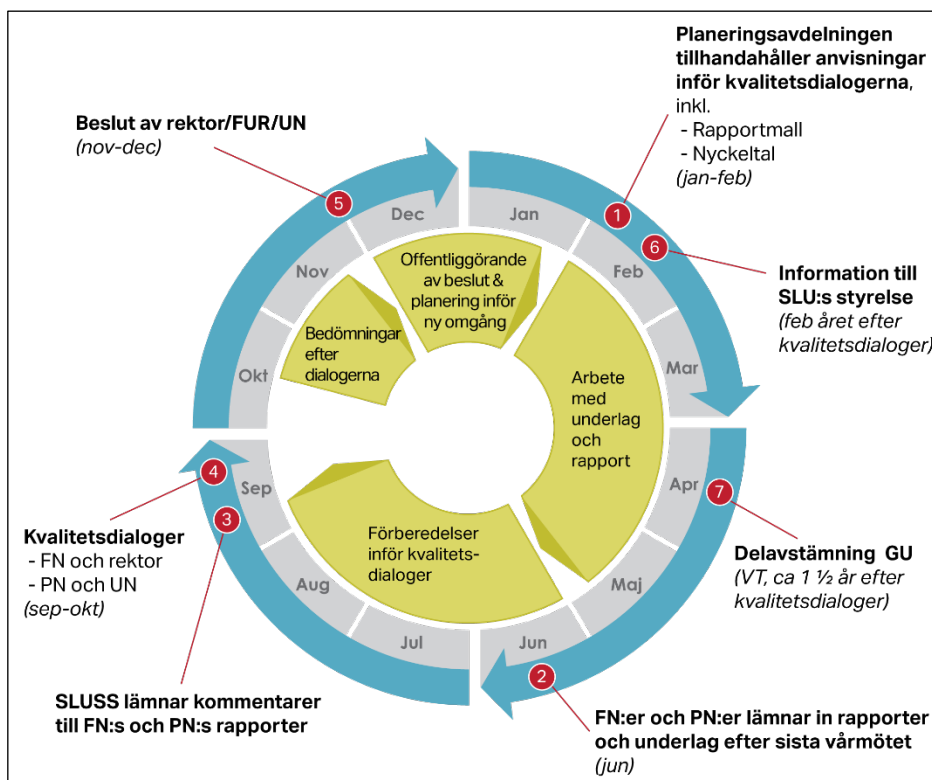 Planeringsavdelningen
tillhandahåller anvisningar
inför kvalitetsdialogerna,
inkl.
- Rapportmall
- Nyckeltal
(jan-feb)
Beslut av rektor/FUR/UN
(nov-dec)
5
1
6
Dec
Jan
Nov
Feb
Okt
Mar
Sep
Apr
Aug
Maj
Jul
Jun
Offentliggörande
av beslut &
planering inför
ny omgång
Bedömningar
efter
dialogerna
Arbete
med
underlag
och
rapport
Förberedelser
inför kvalitets-
dialoger
Information till
SLU:s styrelse
(feb året efter
kvalitetsdialoger)
4
3
7
Kvalitetsdialoger
- FN och rektor
- PN och UN
(sep-okt)
Delavstämning GU
(VT, ca 1 ½ år efter
kvalitetsdialoger)
2
SLUSS lämnar kommentarer
till FN:s och PN:s rapporter
FN:er och PN:er lämnar in rapporter
och underlag efter sista vårmötet
(jun)